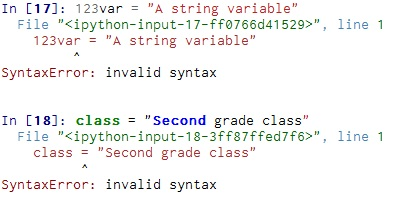 In [17]: 123var = "A string variable"
File "<ipython-input-17-ff0766d41529>", line 1
123var = "A string variable"
^
SyntaxError: invalid syntax
In [18]: class = "Second grade class"
File "<ipython-input-18-3ff87ffed7f6>", line 1
class = "Second grade class"
^
SyntaxError: invalid syntax